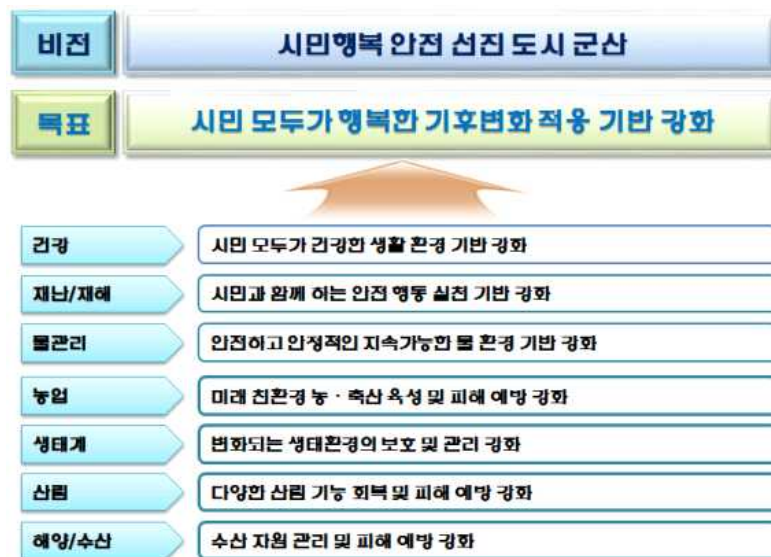 비전
시민행복 안전 선진 도시 군산
목표
시민 모두가 행복한 기후변화 적응 기반 강화
건강
시민 모두가 건강한 생활 환경 기반 강화
재난/재해
시민과 함께 하는 안전 행동 실천 기반 강화
물관리
안전하고 안정적인 지속가능한 물 환경 기반 강화
농업
미래 친환경 농·축산 육성 및 피해 예방 강화
생태계
변화되는 생태환경의 보호 및 관리 강화
산림
다양한 산림 기능 회복 및 피해 예방 강화
해양/수산
수산 자원 관리 및 피해 예방 강화